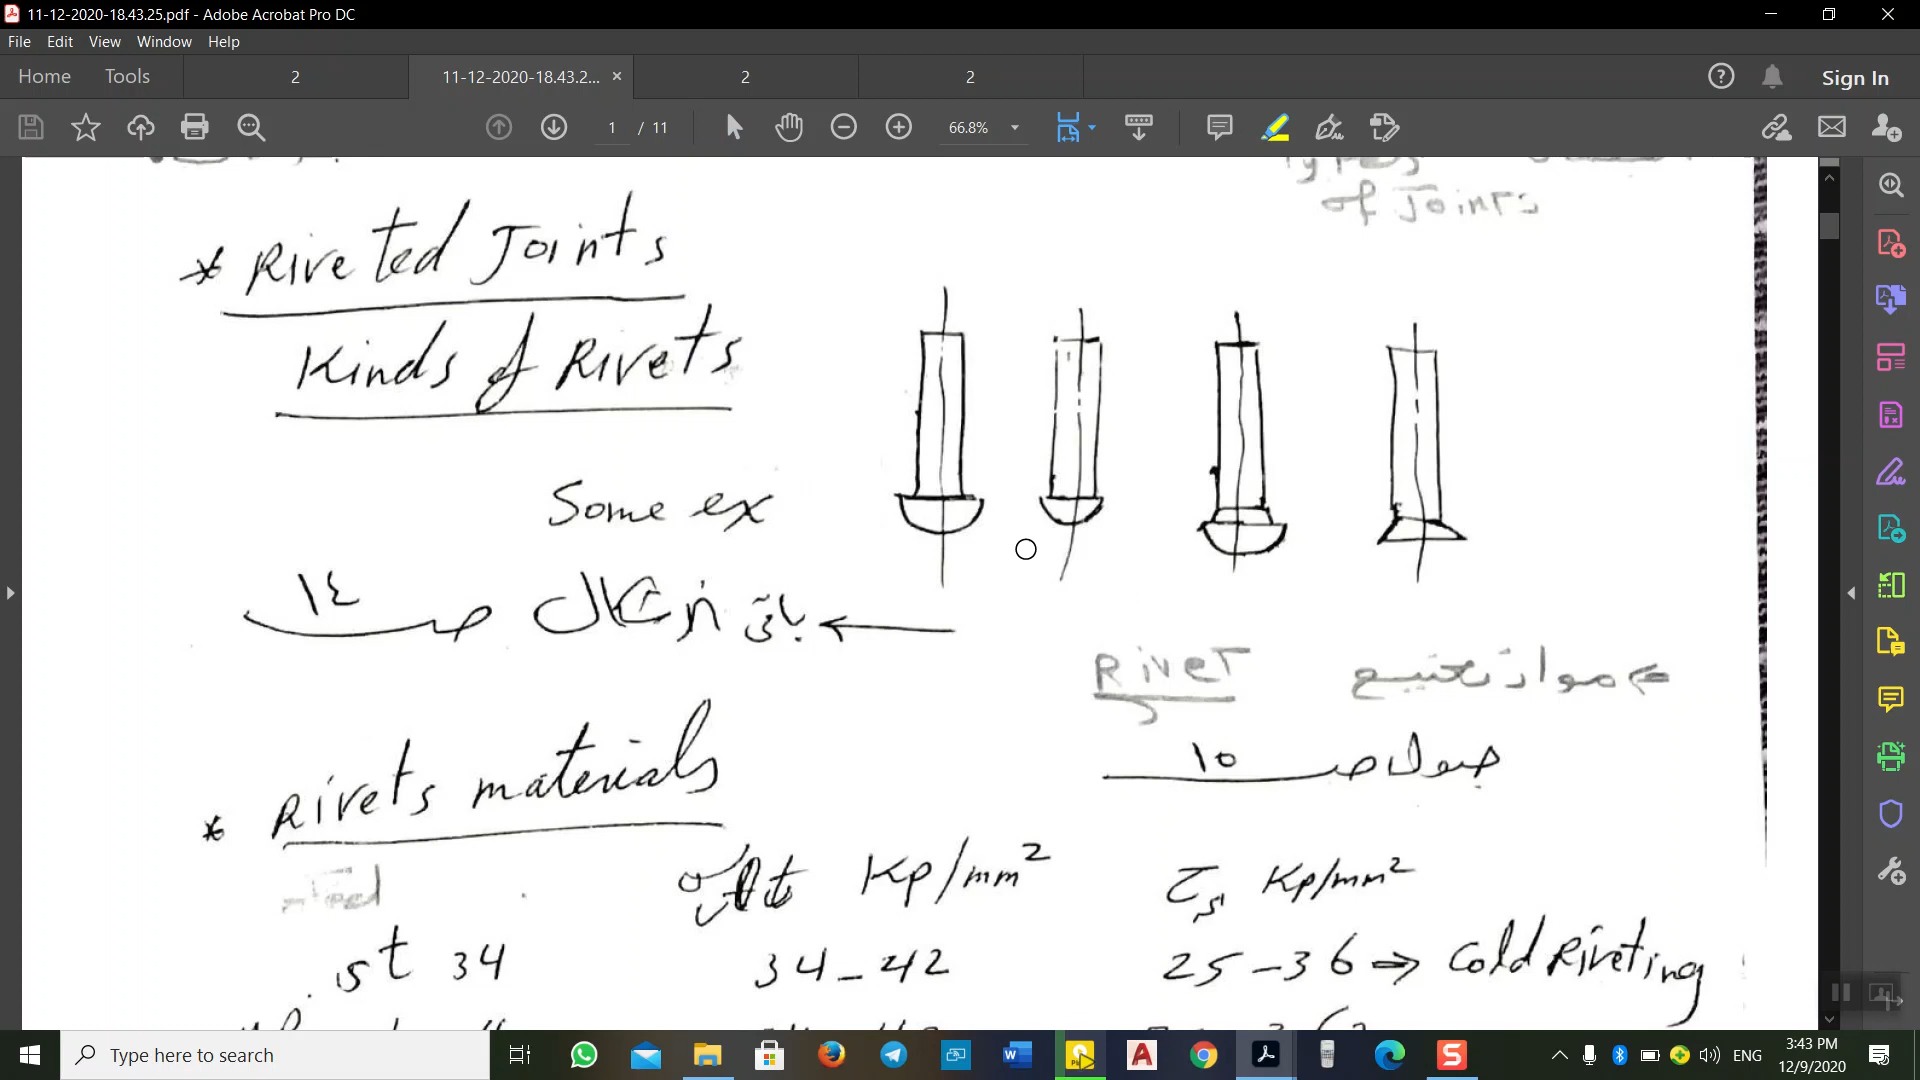 11-12-2020-18.43.25.pdf - Adobe Acrobat Pro DC
File Edit View Window Help
Home Tools 2 11-12-2020-18.43.2... × 2 2 Sign In
1 / 11 66.8%
of Joints
* Riveted Joints
Kinds of Rivets
Some ex
باقي صـ ١٤
Rivet مواد تصنيع
جدول صـ ١٥
* Rivets materials
Kp/mm² τs Kp/mm²
st 34 34-42 25-36 ⇒ Cold Riveting
Type here to search
ENG 3:43 PM
12/9/2020